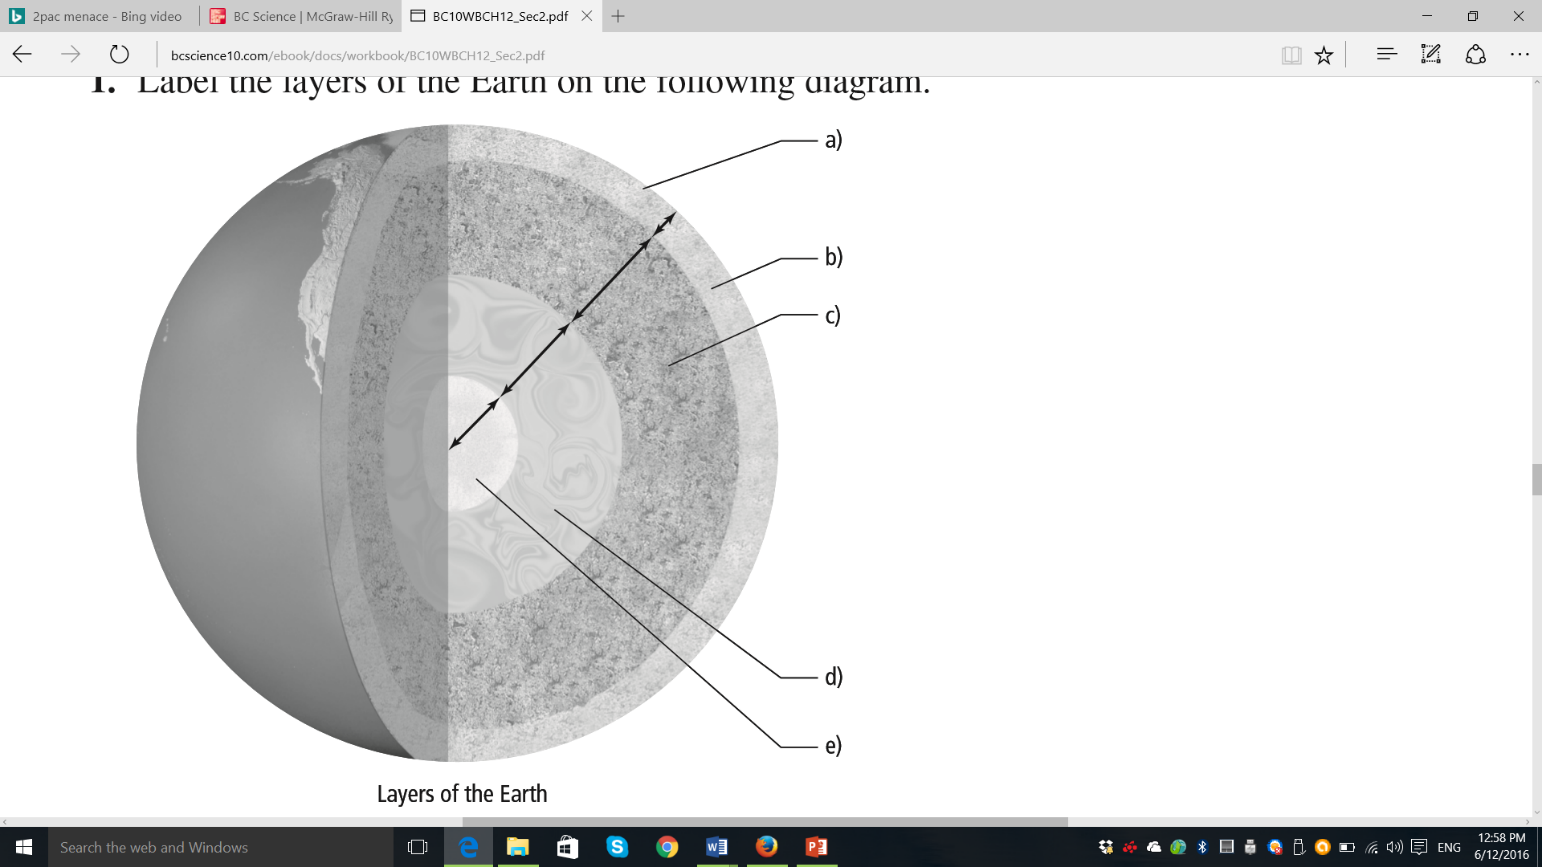 2pac menace - Bing video
BC Science | McGraw-Hill Ry
BC10WBCH12_Sec2.pdf
bcscience10.com/ebook/docs/workbook/BC10WBCH12_Sec2.pdf
1. Label the layers of the Earth on the following diagram.
a)
b)
c)
d)
e)
Layers of the Earth
Search the web and Windows
ENG
12:58 PM
6/12/2016